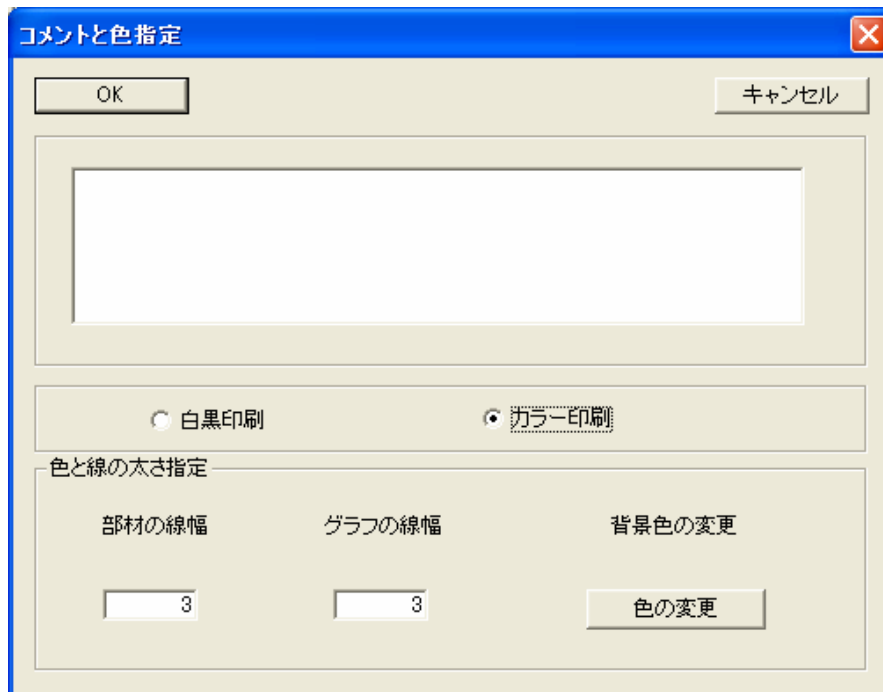 コメントと色指定
OK
キャンセル
白黒印刷
カラー印刷
色と線の太さ指定
部材の線幅
グラフの線幅
背景色の変更
3
3
色の変更